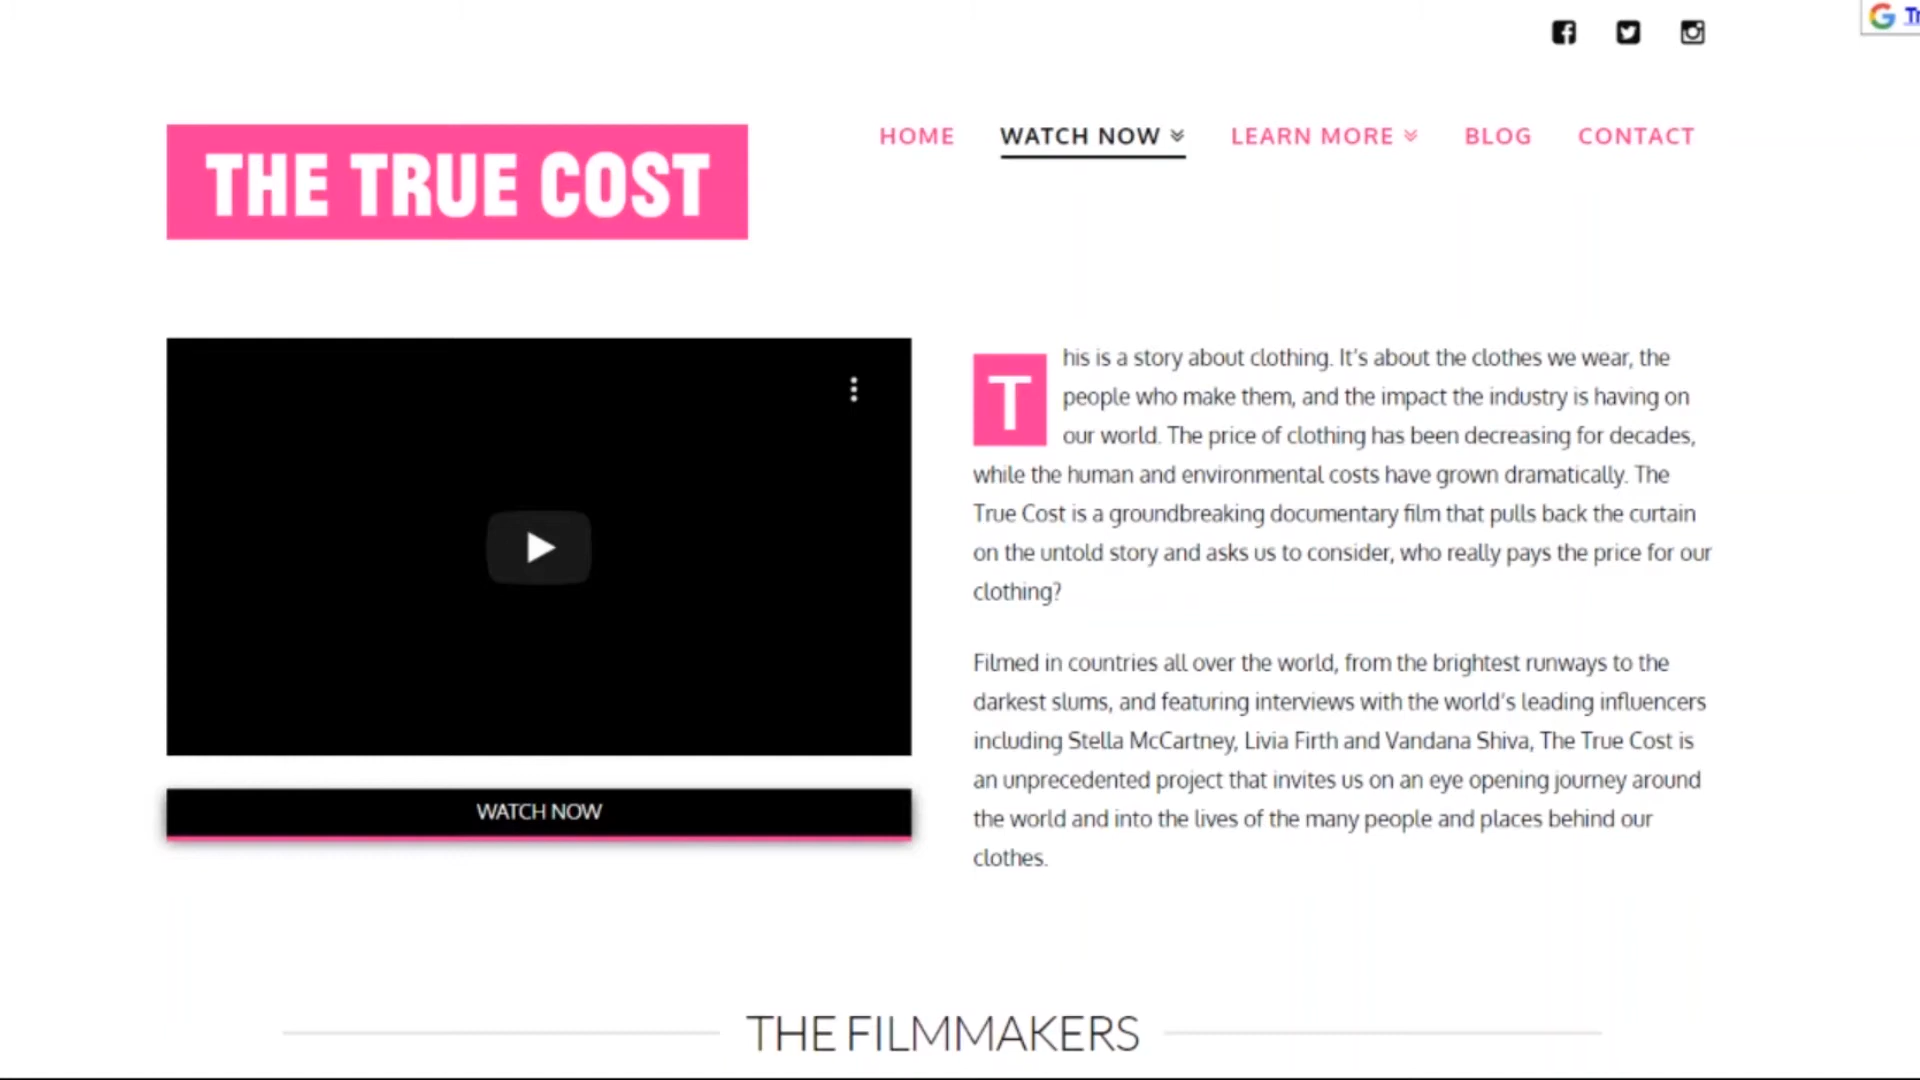 HOME WATCH NOW LEARN MORE BLOG CONTACT
THE TRUE COST
This is a story about clothing. It's about the clothes we wear, the
people who make them, and the impact the industry is having on
our world. The price of clothing has been decreasing for decades,
while the human and environmental costs have grown dramatically. The
True Cost is a groundbreaking documentary film that pulls back the curtain
on the untold story and asks us to consider, who really pays the price for our
clothing?
Filmed in countries all over the world, from the brightest runways to the
darkest slums, and featuring interviews with the world's leading influencers
including Stella McCartney, Livia Firth and Vandana Shiva, The True Cost is
an unprecedented project that invites us on an eye opening journey around
the world and into the lives of the many people and places behind our
clothes.
WATCH NOW
THE FILMMAKERS